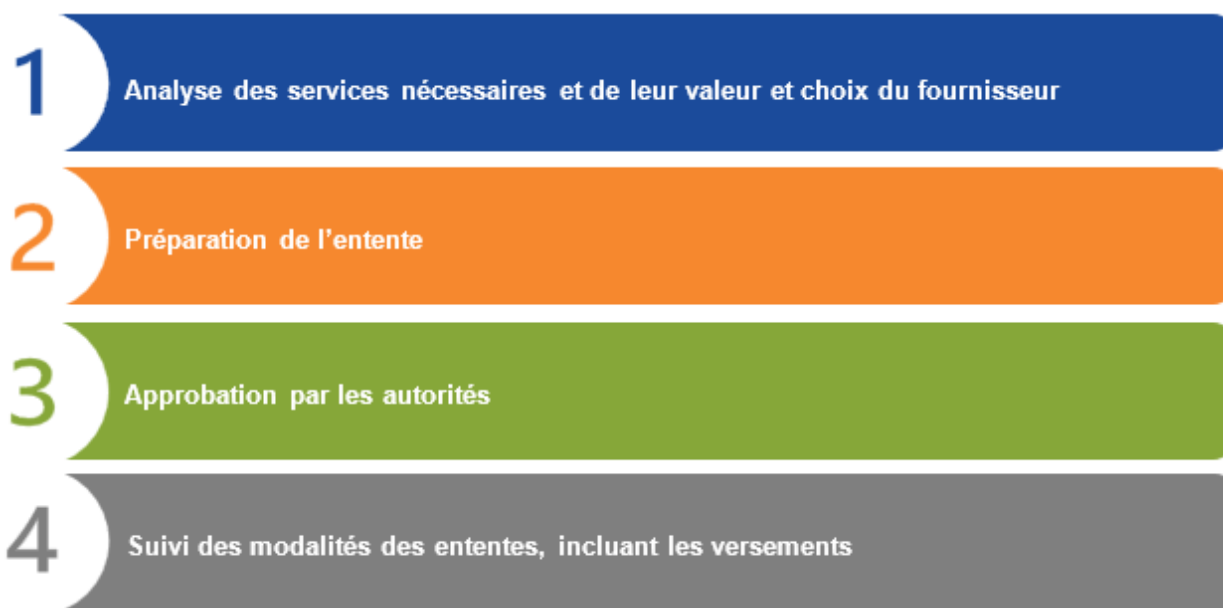 1
Analyse des services nécessaires et de leur valeur et choix du fournisseur
2
Préparation de l’entente
3
Approbation par les autorités
4
Suivi des modalités des ententes, incluant les versements